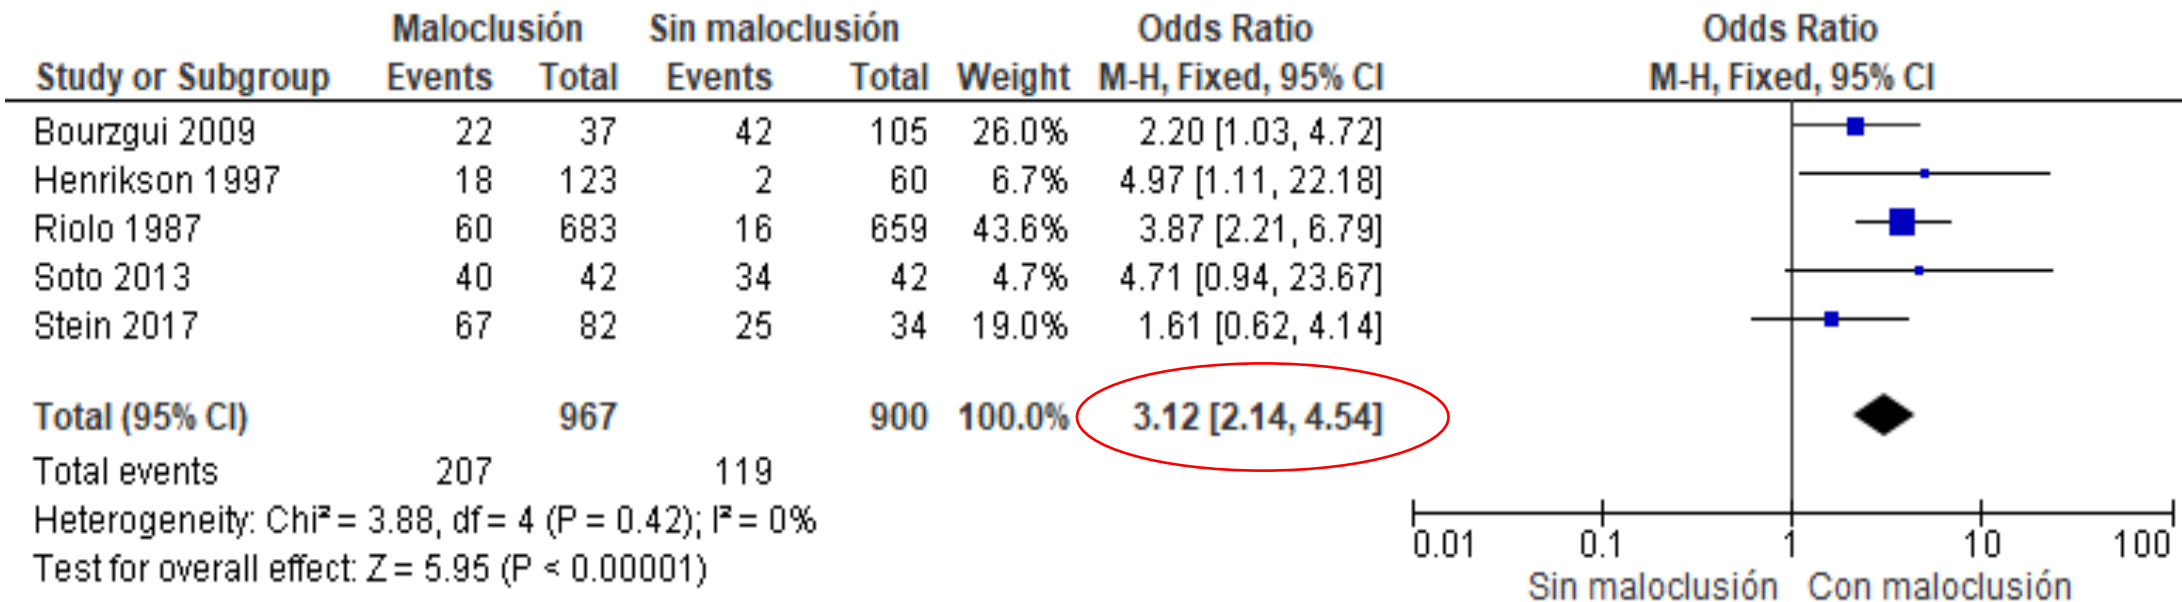 Maloclusión Sin maloclusión Odds Ratio Odds Ratio
Study or Subgroup Events Total Events Total Weight M-H, Fixed, 95% CI M-H, Fixed, 95% CI
Bourzgui 2009 22 37 42 105 26.0% 2.20 [1.03, 4.72]
Henrikson 1997 18 123 2 60 6.7% 4.97 [1.11, 22.18]
Riolo 1987 60 683 16 659 43.6% 3.87 [2.21, 6.79]
Soto 2013 40 42 34 42 4.7% 4.71 [0.94, 23.67]
Stein 2017 67 82 25 34 19.0% 1.61 [0.62, 4.14]
Total (95% CI) 967 900 100.0% 3.12 [2.14, 4.54]
Total events 207 119
Heterogeneity: Chi² = 3.88, df = 4 (P = 0.42); I² = 0%
Test for overall effect: Z = 5.95 (P < 0.00001)
0.01 0.1 1 10 100
Sin maloclusión Con maloclusión